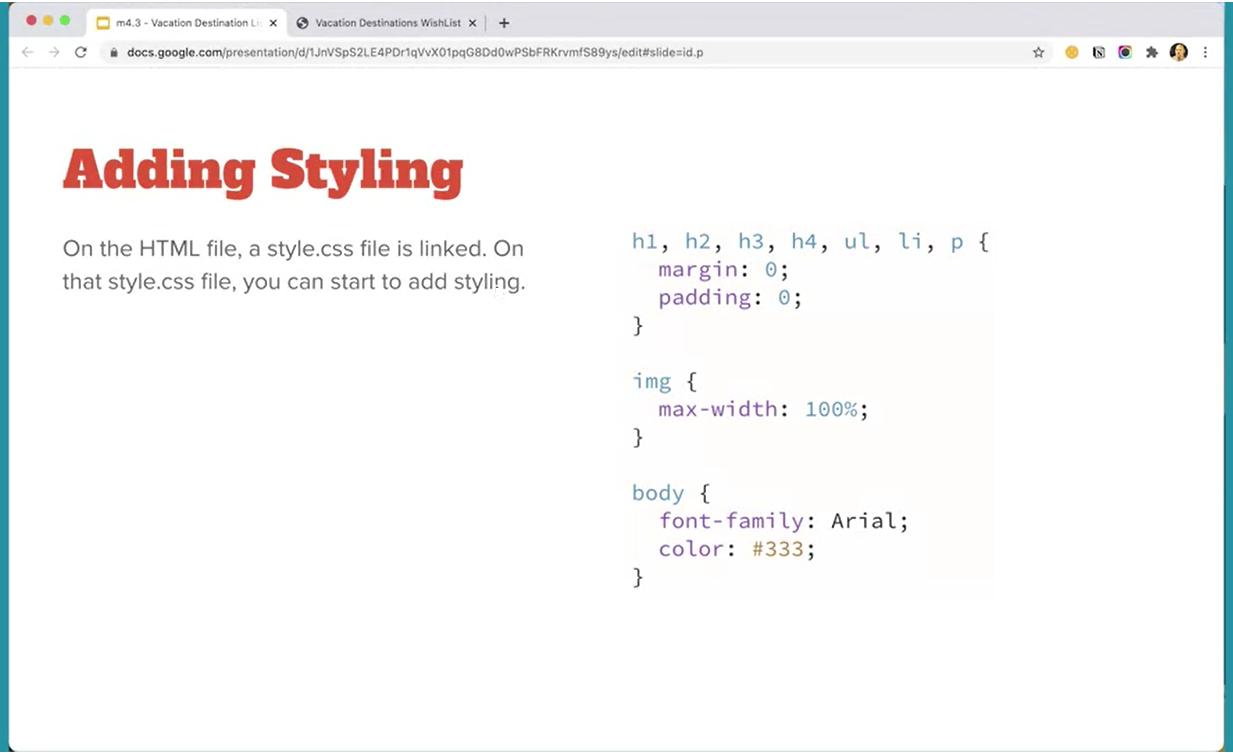 m4.3 - Vacation Destination Li
Vacation Destinations WishList
docs.google.com/presentation/d/1JnVSpS2LE4PDr1qVvX01pqG8Dd0wPSbFRKrvmfS89ys/edit#slide=id.p
Adding Styling
On the HTML file, a style.css file is linked. On
that style.css file, you can start to add styling.
h1, h2, h3, h4, ul, li, p {
margin: 0;
padding: 0;
}
img {
max-width: 100%;
}
body {
font-family: Arial;
color: #333;
}